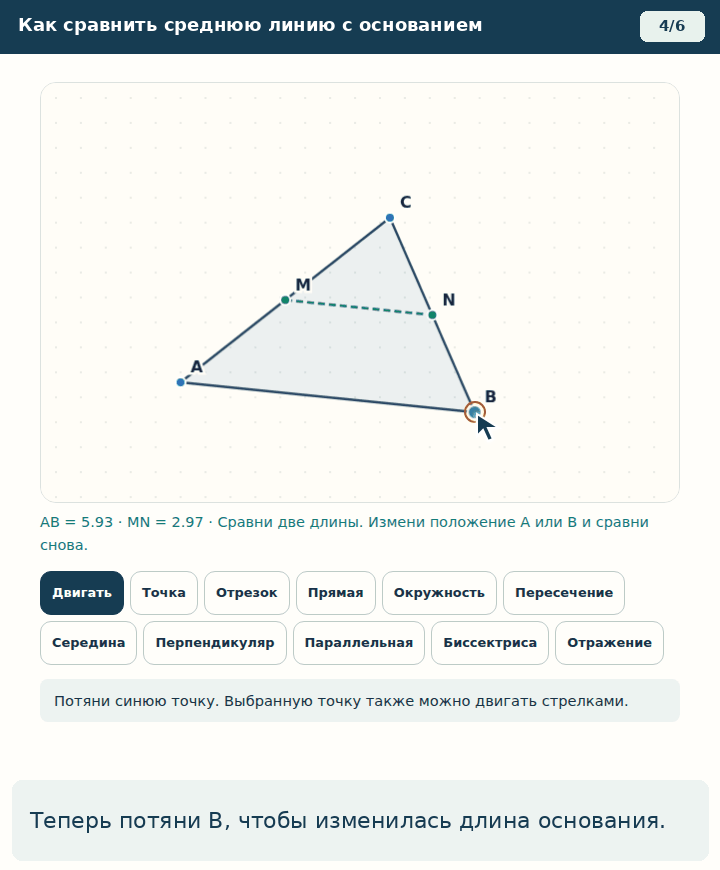 Как сравнить среднюю линию с основанием
4/6
C
M
N
A
B
AB = 5.93 · MN = 2.97 · Сравни две длины. Измени положение A или B и сравни
снова.
Двигать Точка Отрезок Прямая Окружность Пересечение
Середина Перпендикуляр Параллельная Биссектриса Отражение
Потяни синюю точку. Выбранную точку также можно двигать стрелками.
Теперь потяни B, чтобы изменилась длина основания.